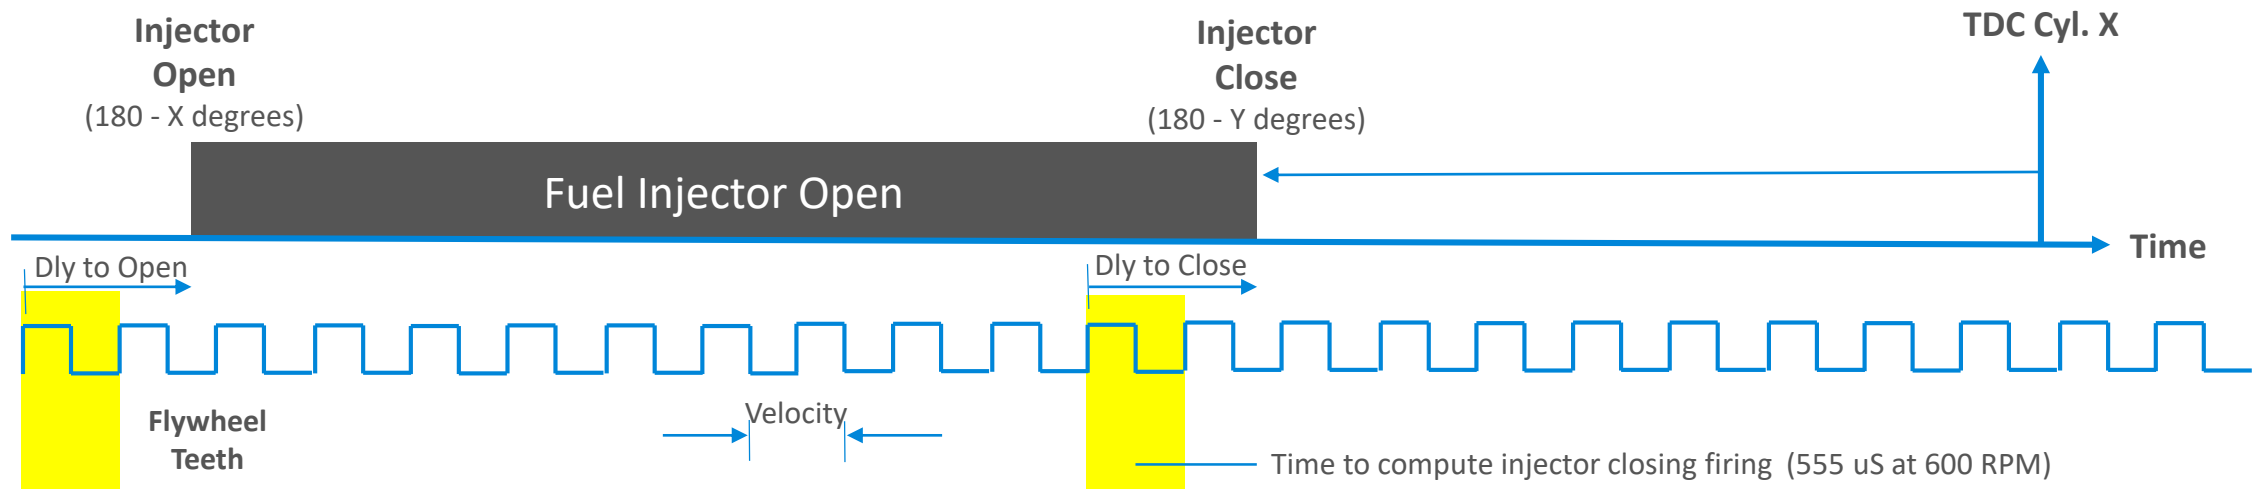 Injector
Open
(180 - X degrees)
Injector
Close
(180 - Y degrees)
TDC Cyl. X
Fuel Injector Open
Time
Dly to Open
Dly to Close
Flywheel
Teeth
Velocity
Time to compute injector closing firing  (555 uS at 600 RPM)